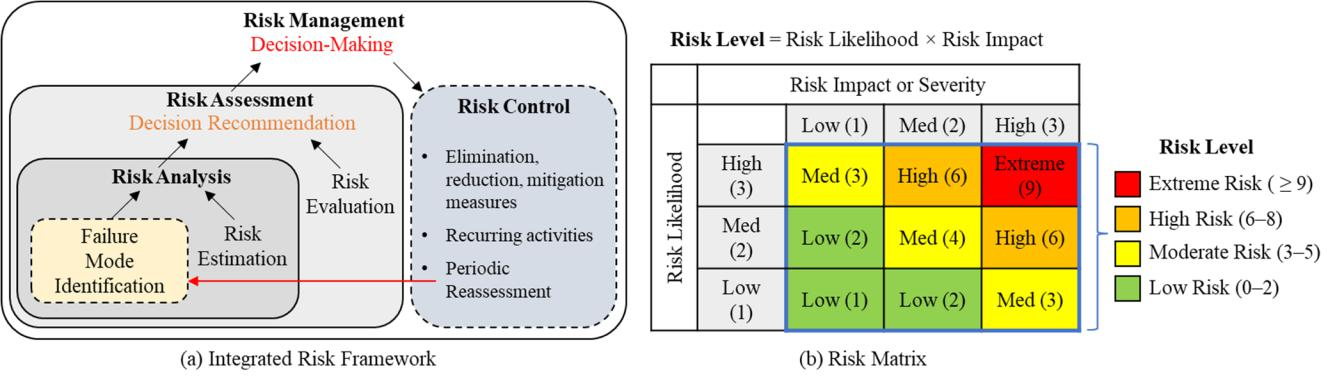 Risk Management
Decision-Making
Risk Assessment
Decision Recommendation
Risk Analysis
Failure
Mode
Identification
Risk
Estimation
Risk
Evaluation
Risk Control
• Elimination,
reduction, mitigation
measures
• Recurring activities
• Periodic
Reassessment
(a) Integrated Risk Framework
Risk Level = Risk Likelihood × Risk Impact
Risk Impact or Severity
Low (1) Med (2) High (3)
Risk Likelihood
High
(3)
Med (3) High (6) Extreme
(9)
Med
(2)
Low (2) Med (4) High (6)
Low
(1)
Low (1) Low (2) Med (3)
Risk Level
Extreme Risk ( ≥ 9)
High Risk (6–8)
Moderate Risk (3–5)
Low Risk (0–2)
(b) Risk Matrix